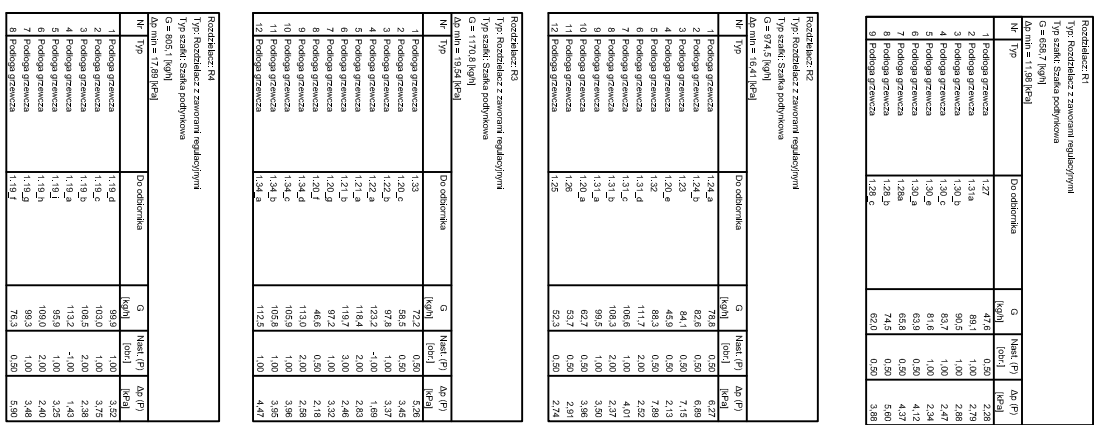 Rozdzielacz: R1
Typ: Rozdzielacz z zaworami regulacyjnymi
Typ szafki: Szafka podtynkowa
G = 658,7 [kg/h]
Δp min = 11,98 [kPa]
Nr Typ Do odbiornika G [kg/h] Nast. (P) [obr.] Δp (P) [kPa]
1 Podłoga grzewcza 1.27 47,6 0,50 2,28
2 Podłoga grzewcza 1.31a 89,1 1,00 2,79
3 Podłoga grzewcza 1.30_b 90,5 1,00 2,88
4 Podłoga grzewcza 1.30_c 83,7 1,00 2,47
5 Podłoga grzewcza 1.30_e 81,6 1,00 2,34
6 Podłoga grzewcza 1.30_a 63,9 0,50 4,12
7 Podłoga grzewcza 1.28a 65,8 0,50 4,37
8 Podłoga grzewcza 1.28_b 74,5 0,50 5,60
9 Podłoga grzewcza 1.28_c 62,0 0,50 3,88
Rozdzielacz: R2
Typ: Rozdzielacz z zaworami regulacyjnymi
Typ szafki: Szafka podtynkowa
G = 974,5 [kg/h]
Δp min = 16,41 [kPa]
Nr Typ Do odbiornika G [kg/h] Nast. (P) [obr.] Δp (P) [kPa]
1 Podłoga grzewcza 1.24_a 78,8 0,50 6,27
2 Podłoga grzewcza 1.24_b 82,6 0,50 6,89
3 Podłoga grzewcza 1.23 84,1 0,50 7,15
4 Podłoga grzewcza 1.20_e 45,9 0,50 2,13
5 Podłoga grzewcza 1.32 88,3 0,50 7,89
6 Podłoga grzewcza 1.31_d 111,7 2,00 2,52
7 Podłoga grzewcza 1.31_c 106,6 1,00 4,01
8 Podłoga grzewcza 1.31_b 108,3 2,00 2,37
9 Podłoga grzewcza 1.31_a 99,5 1,00 3,50
10 Podłoga grzewcza 1.20_a 62,7 0,50 3,96
11 Podłoga grzewcza 1.26 53,7 0,50 2,91
12 Podłoga grzewcza 1.25 52,3 0,50 2,74
Rozdzielacz: R3
Typ: Rozdzielacz z zaworami regulacyjnymi
Typ szafki: Szafka podtynkowa
G = 1170,8 [kg/h]
Δp min = 19,54 [kPa]
Nr Typ Do odbiornika G [kg/h] Nast. (P) [obr.] Δp (P) [kPa]
1 Podłoga grzewcza 1.33 72,2 0,50 5,26
2 Podłoga grzewcza 1.20_c 58,5 0,50 3,45
3 Podłoga grzewcza 1.22_b 97,8 1,00 3,37
4 Podłoga grzewcza 1.22_a 123,2 -1,00 1,69
5 Podłoga grzewcza 1.21_a 118,4 2,00 2,83
6 Podłoga grzewcza 1.21_b 119,7 3,00 2,46
7 Podłoga grzewcza 1.20_g 97,2 1,00 3,32
8 Podłoga grzewcza 1.20_f 46,6 0,50 2,18
9 Podłoga grzewcza 1.34_d 113,0 2,00 2,58
10 Podłoga grzewcza 1.34_c 105,9 1,00 3,96
11 Podłoga grzewcza 1.34_b 105,8 1,00 3,95
12 Podłoga grzewcza 1.34_a 112,5 1,00 4,47
Rozdzielacz: R4
Typ: Rozdzielacz z zaworami regulacyjnymi
Typ szafki: Szafka podtynkowa
G = 805,1 [kg/h]
Δp min = 17,89 [kPa]
Nr Typ Do odbiornika G [kg/h] Nast. (P) [obr.] Δp (P) [kPa]
1 Podłoga grzewcza 1.19_d 99,9 1,00 3,52
2 Podłoga grzewcza 1.19_c 103,0 1,00 3,75
3 Podłoga grzewcza 1.19_b 108,5 2,00 2,38
4 Podłoga grzewcza 1.19_a 113,2 -1,00 1,43
5 Podłoga grzewcza 1.19_i 95,9 1,00 3,25
6 Podłoga grzewcza 1.19_h 109,0 2,00 2,40
7 Podłoga grzewcza 1.19_g 99,3 1,00 3,48
8 Podłoga grzewcza 1.19_f 76,3 0,50 5,90